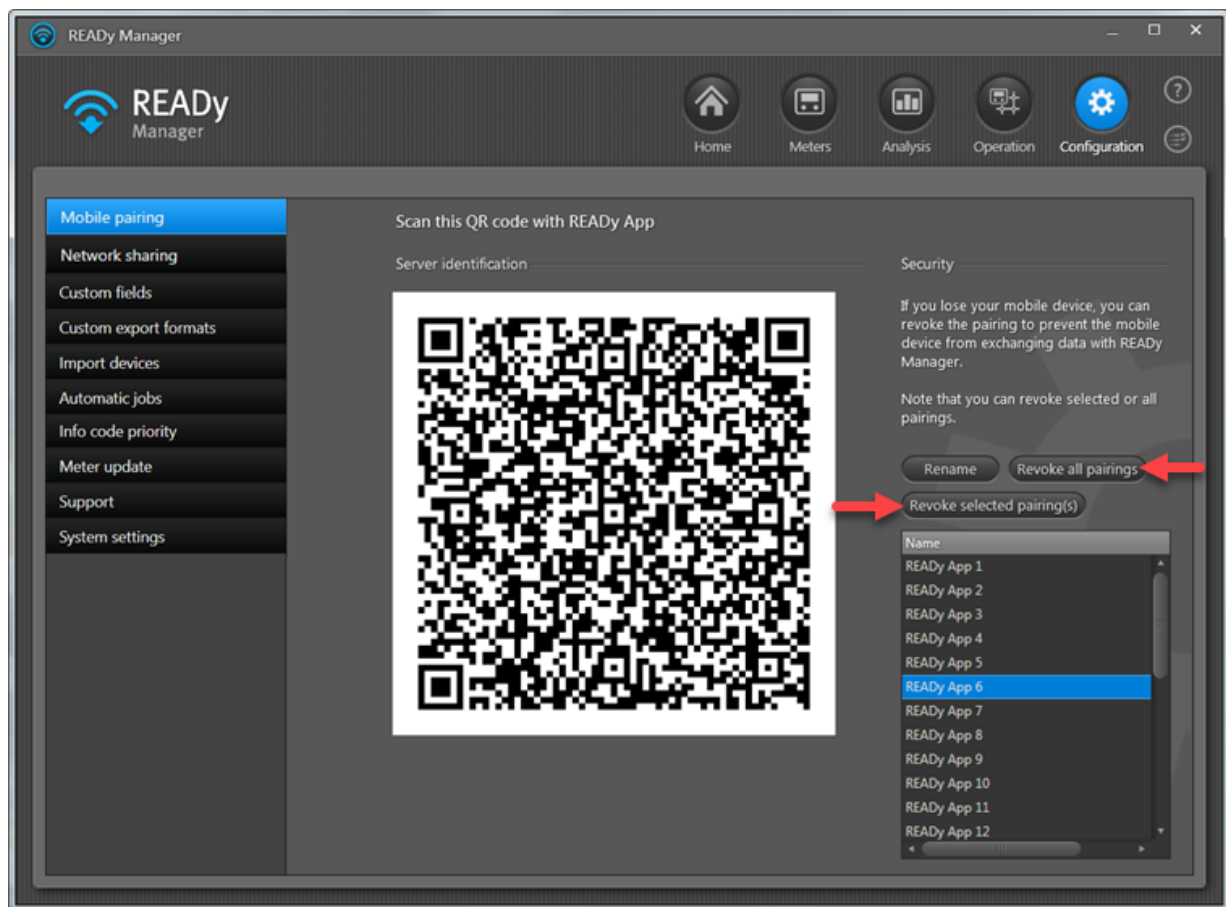 READy Manager
READy
Manager
Home
Meters
Analysis
Operation
Configuration
?
Mobile pairing
Network sharing
Custom fields
Custom export formats
Import devices
Automatic jobs
Info code priority
Meter update
Support
System settings
Scan this QR code with READy App
Server identification
Security
If you lose your mobile device, you can
revoke the pairing to prevent the mobile
device from exchanging data with READy
Manager.
Note that you can revoke selected or all
pairings.
Rename
Revoke all pairings
Revoke selected pairing(s)
Name
READy App 1
READy App 2
READy App 3
READy App 4
READy App 5
READy App 6
READy App 7
READy App 8
READy App 9
READy App 10
READy App 11
READy App 12